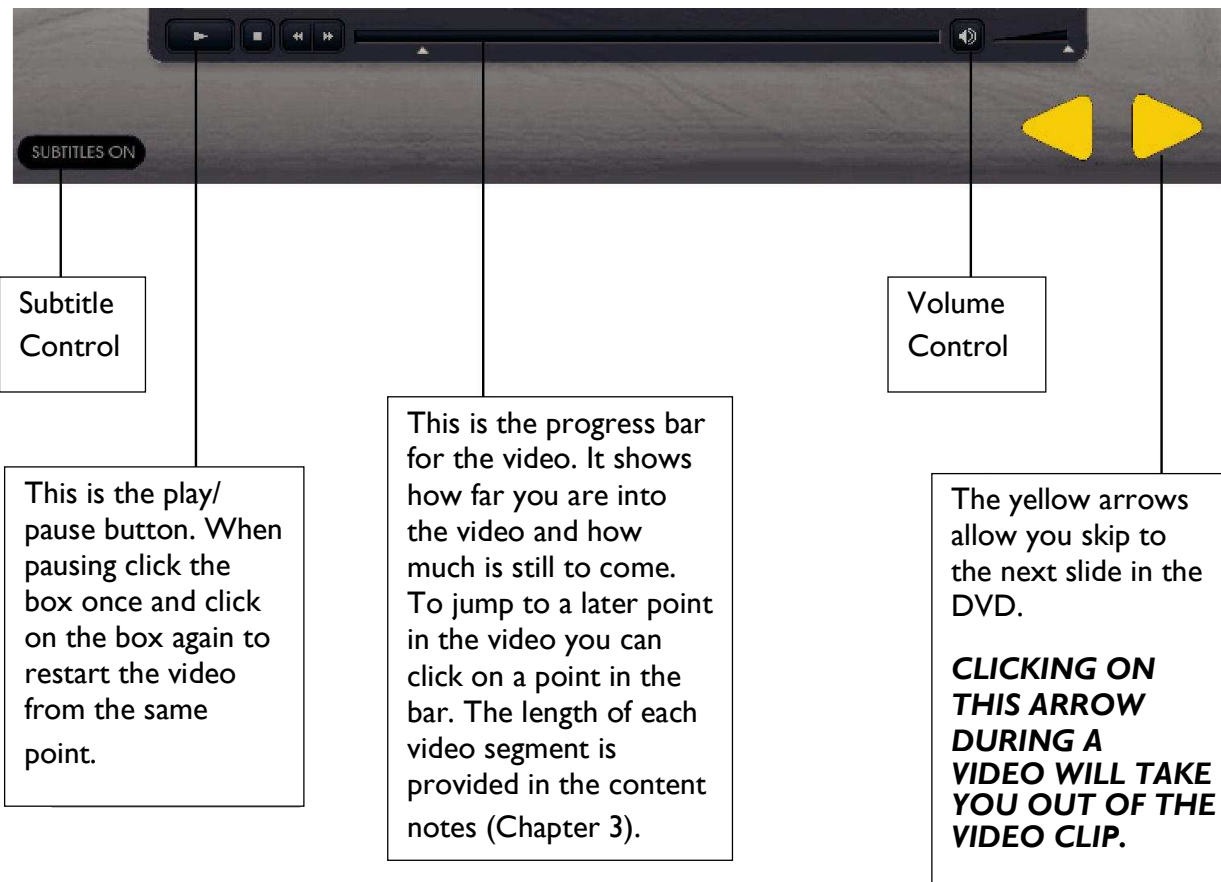 SUBTITLES ON
Subtitle
Control
Volume
Control
This is the play/
pause button. When
pausing click the
box once and click
on the box again to
restart the video
from the same
point.
This is the progress bar
for the video. It shows
how far you are into
the video and how
much is still to come.
To jump to a later point
in the video you can
click on a point in the
bar. The length of each
video segment is
provided in the content
notes (Chapter 3).
The yellow arrows
allow you skip to
the next slide in the
DVD.
CLICKING ON
THIS ARROW
DURING A
VIDEO WILL TAKE
YOU OUT OF THE
VIDEO CLIP.